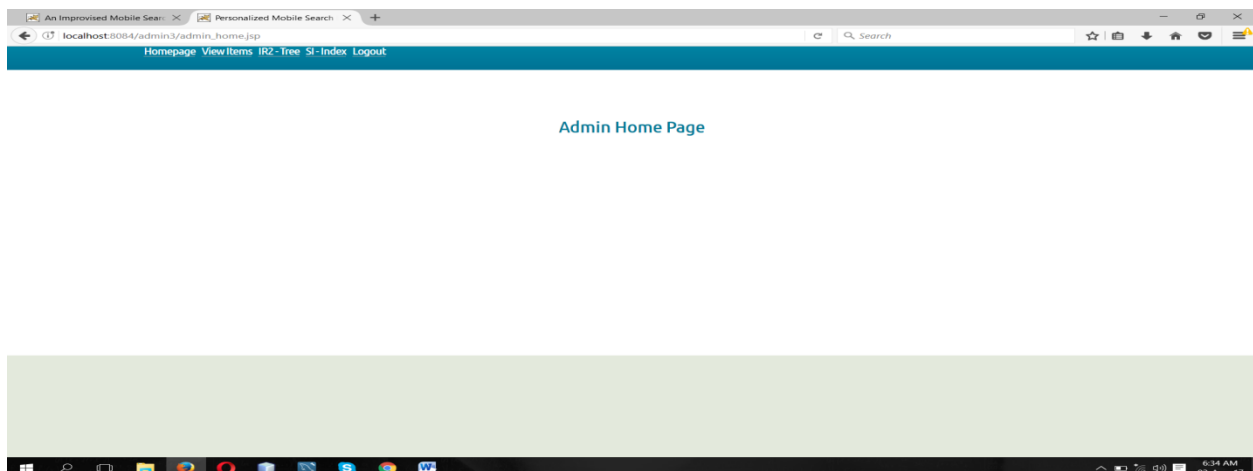 An Improvised Mobile Sear Personalized Mobile Search
localhost:8084/admin3/admin_home.jsp Search
Homepage View Items IR2-Tree SI-Index Logout
Admin Home Page
6:34 AM